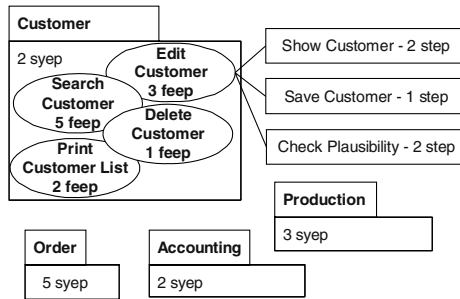 Customer
2 syep
Edit
Customer
3 feep
Search
Customer
5 feep
Delete
Customer
1 feep
Print
Customer List
2 feep
Show Customer - 2 step
Save Customer - 1 step
Check Plausibility - 2 step
Production
3 syep
Order
5 syep
Accounting
2 syep